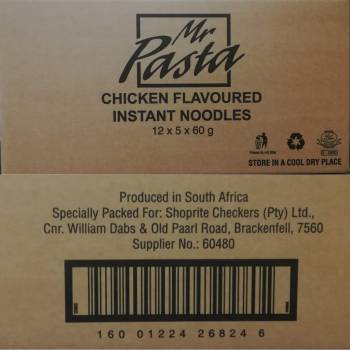 Mr
Pasta
CHICKEN FLAVOURED
INSTANT NOODLES
12 x 5 x 60 g
STORE IN A COOL DRY PLACE
Produced in South Africa
Specially Packed For: Shoprite Checkers (Pty) Ltd.,
Cnr. William Dabs & Old Paarl Road, Brackenfell, 7560
Supplier No.: 60480
160 01224 26824 6